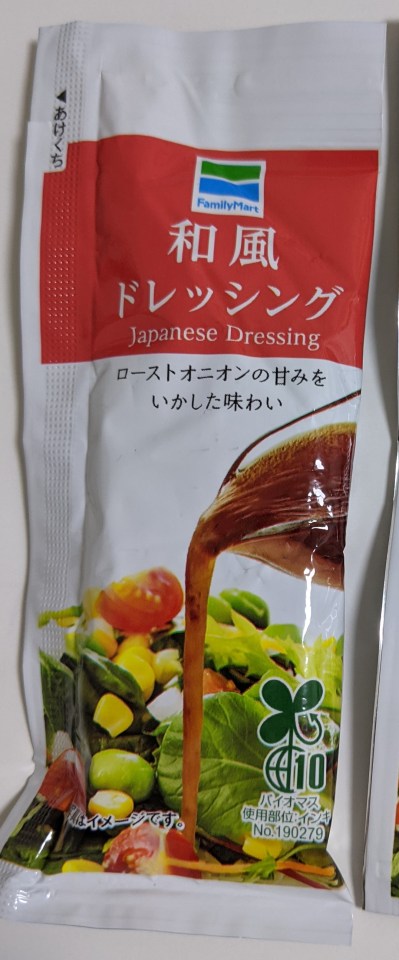 ◀あけくち
FamilyMart
和風
ドレッシング
Japanese Dressing
ローストオニオンの甘みを
いかした味わい
10
バイオマス
使用部位:インキ
No.190279
はイメージです。